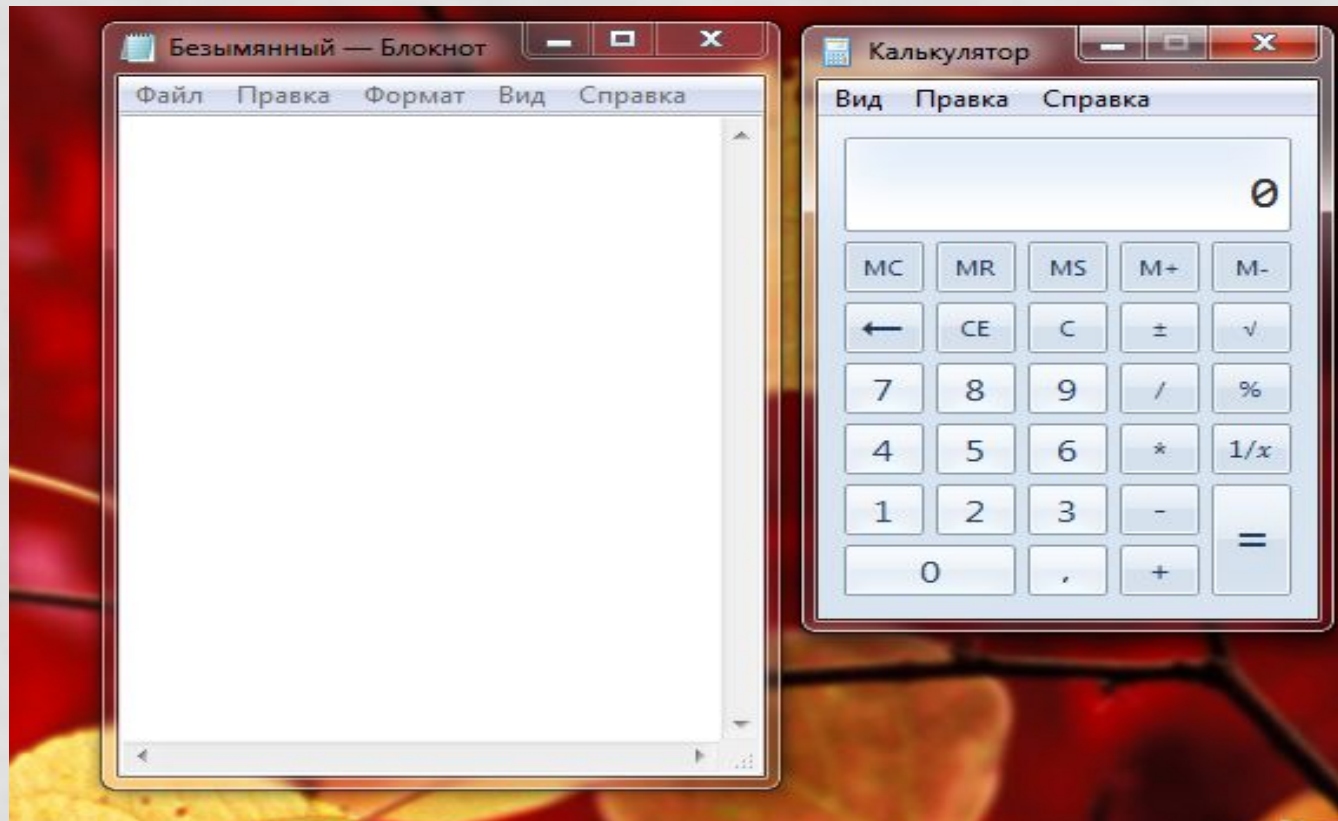 Безымянный — Блокнот
Файл Правка Формат Вид Справка
Калькулятор
Вид Правка Справка
0
MC MR MS M+ M-
← CE C ± √
7 8 9 / %
4 5 6 * 1/x
1 2 3 - =
0 , +